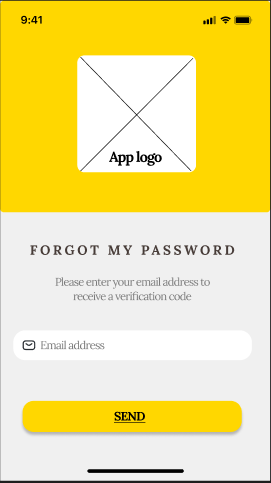 9:41
App logo
FORGOT MY PASSWORD
Please enter your email address to
receive a verification code
Email address
SEND